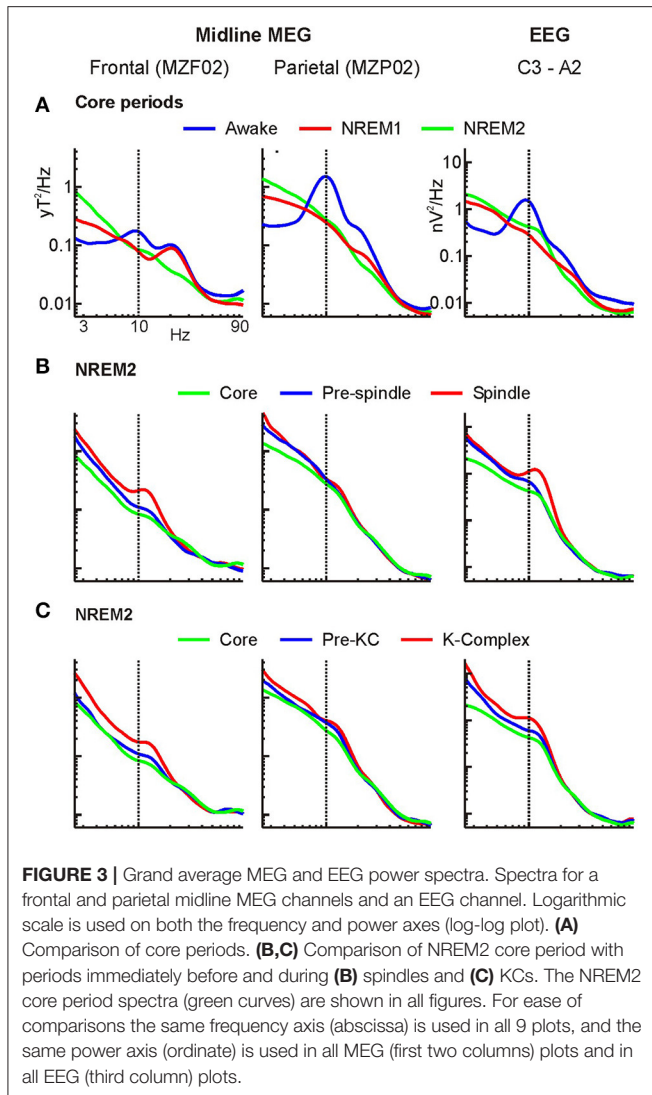 Midline MEG EEG
Frontal (MZF02) Parietal (MZP02) C3 - A2
A Core periods
Awake NREM1 NREM2
yT²/Hz
1
0.1
0.01
3 10 90
Hz
nV²/Hz
10
1
0.1
0.01
B NREM2
Core Pre-spindle Spindle
C NREM2
Core Pre-KC K-Complex
FIGURE 3 | Grand average MEG and EEG power spectra. Spectra for a
frontal and parietal midline MEG channels and an EEG channel. Logarithmic
scale is used on both the frequency and power axes (log-log plot). (A)
Comparison of core periods. (B,C) Comparison of NREM2 core period with
periods immediately before and during (B) spindles and (C) KCs. The NREM2
core period spectra (green curves) are shown in all figures. For ease of
comparisons the same frequency axis (abscissa) is used in all 9 plots, and the
same power axis (ordinate) is used in all MEG (first two columns) plots and in
all EEG (third column) plots.